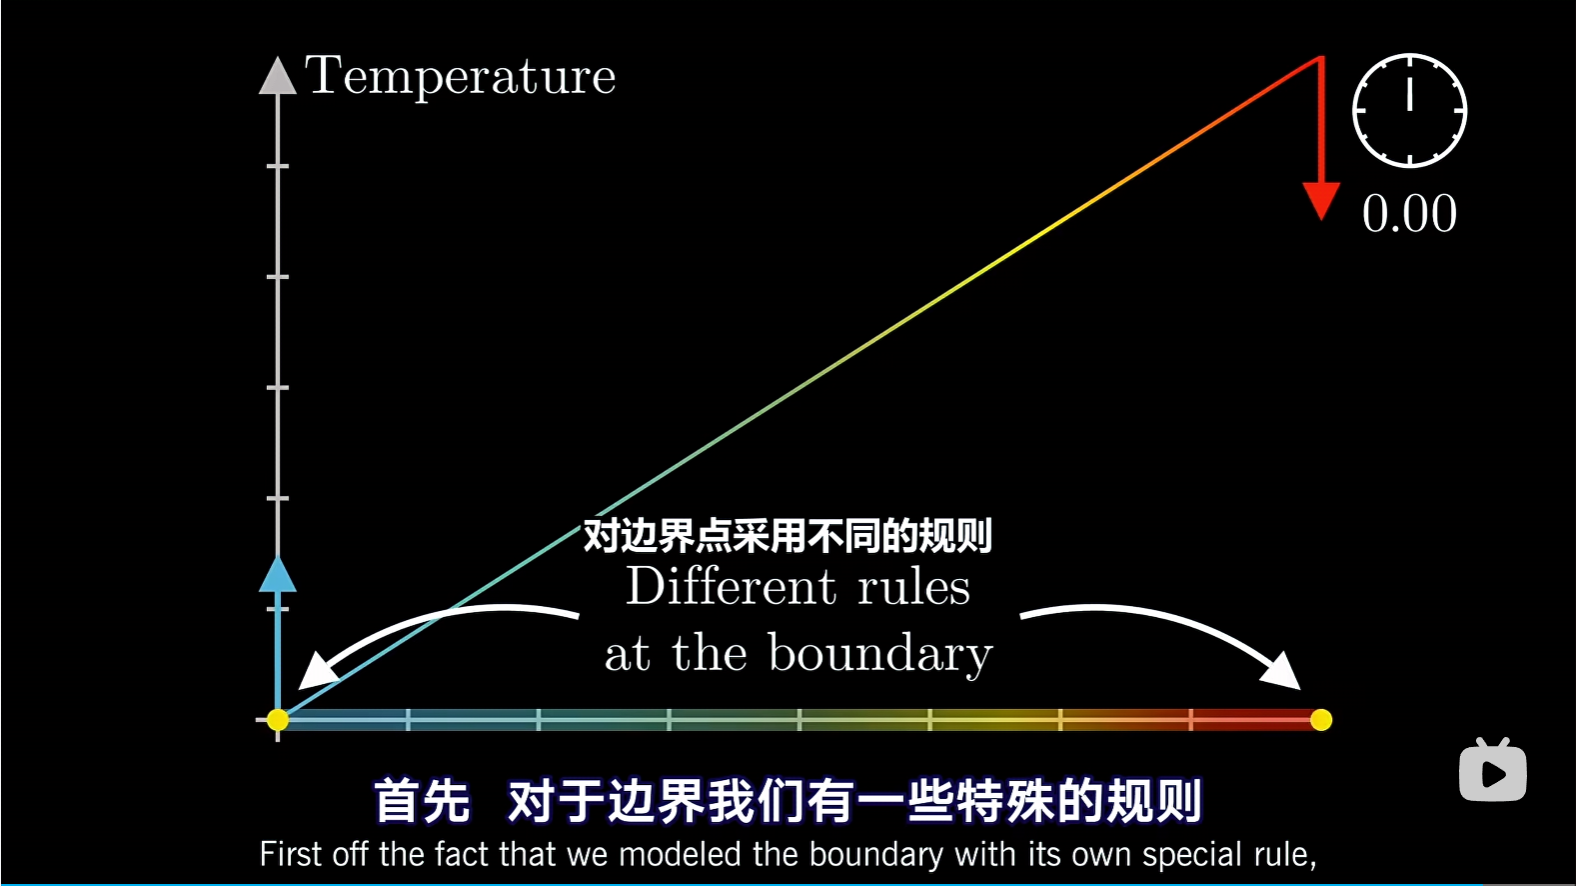 Temperature
0.00
对边界点采用不同的规则
Different rules
at the boundary
首先 对于边界我们有一些特殊的规则
First off the fact that we modeled the boundary with its own special rule,